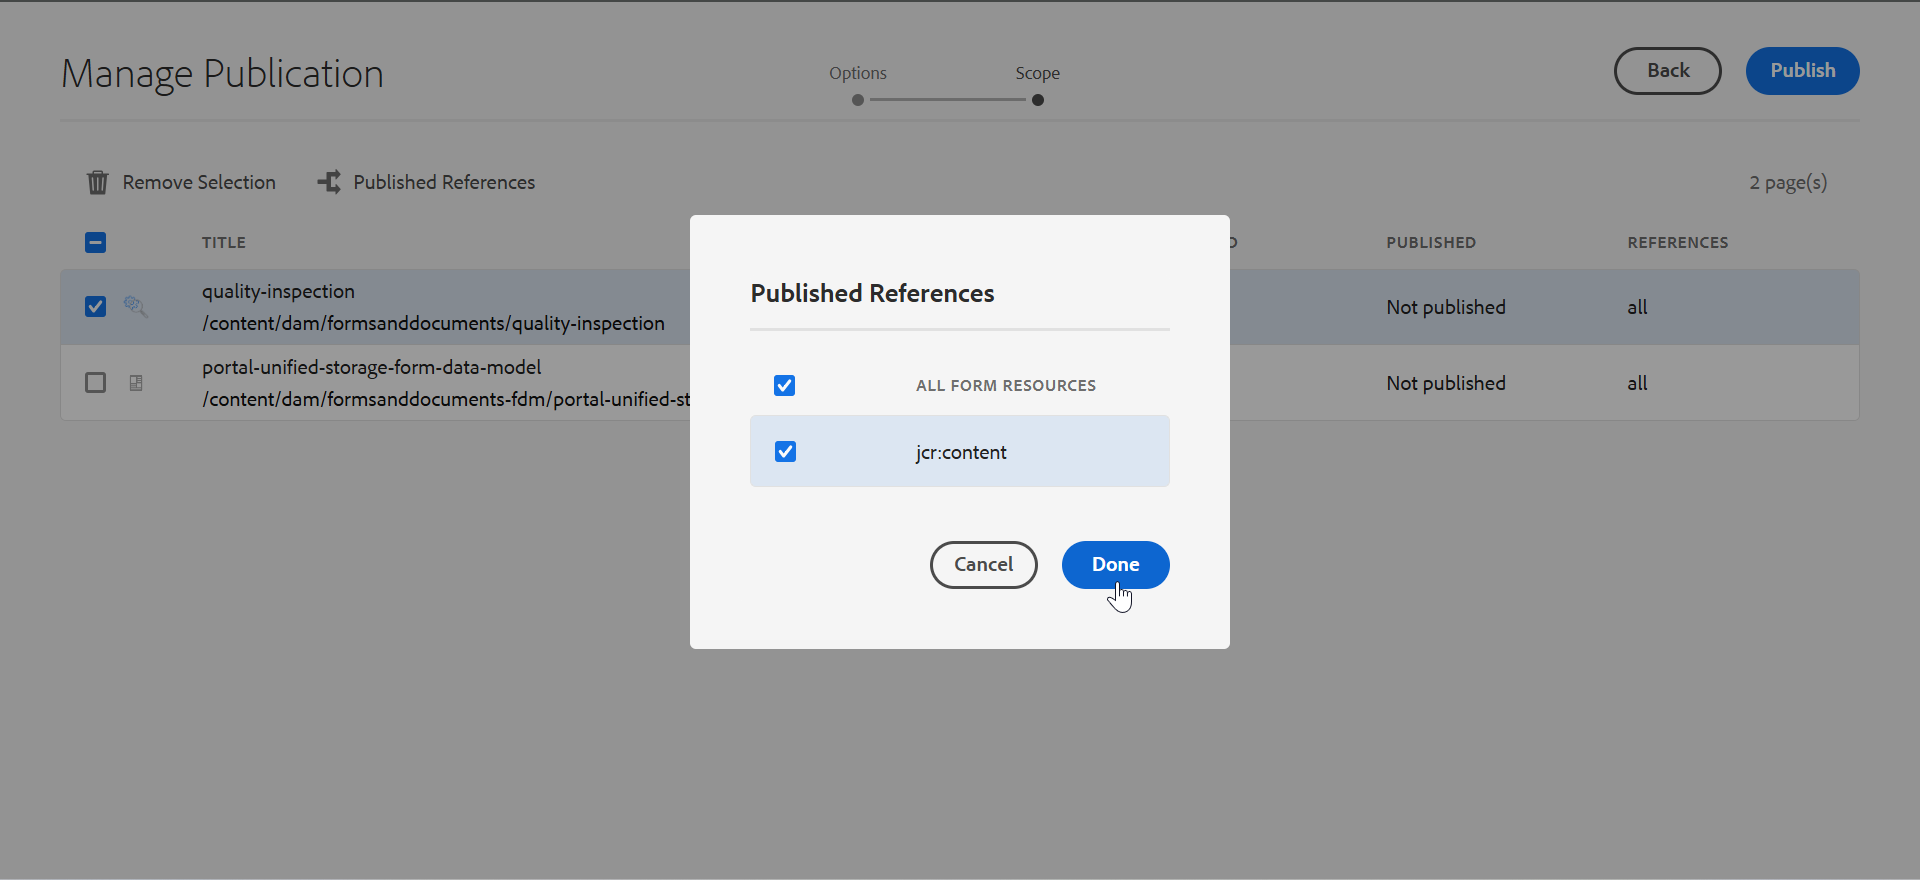 Manage Publication
Options
Scope
Back
Publish
Remove Selection
Published References
2 page(s)
TITLE
PUBLISHED
REFERENCES
quality-inspection
/content/dam/formsanddocuments/quality-inspection
Not published
all
portal-unified-storage-form-data-model
/content/dam/formsanddocuments-fdm/portal-unified-st
Not published
all
Published References
ALL FORM RESOURCES
jcr:content
Cancel
Done